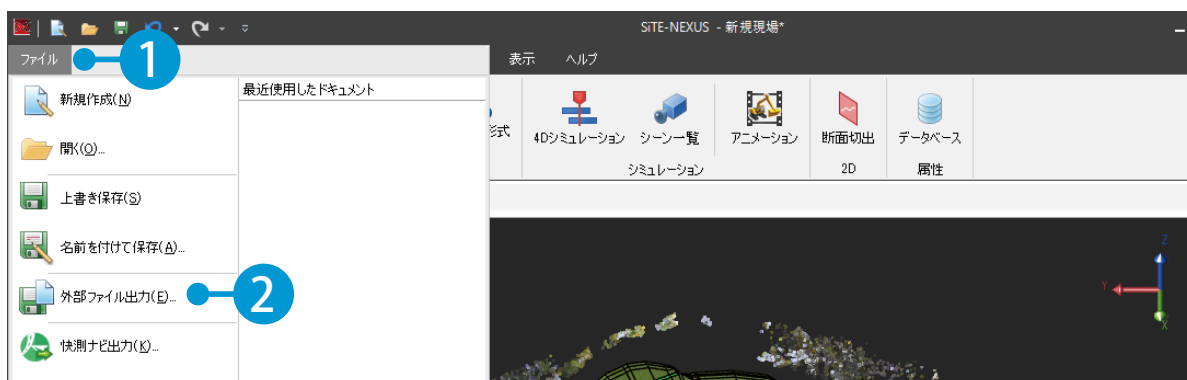 SiTE-NEXUS - 新規現場*
ファイル
1
表示
ヘルプ
最近使用したドキュメント
新規作成(N)
開く(O)...
上書き保存(S)
名前を付けて保存(A)...
外部ファイル出力(E)...
2
快測ナビ出力(K)...
形式
4Dシミュレーション
シーン一覧
アニメーション
断面切出
データベース
シミュレーション
2D
属性
Z
Y
X